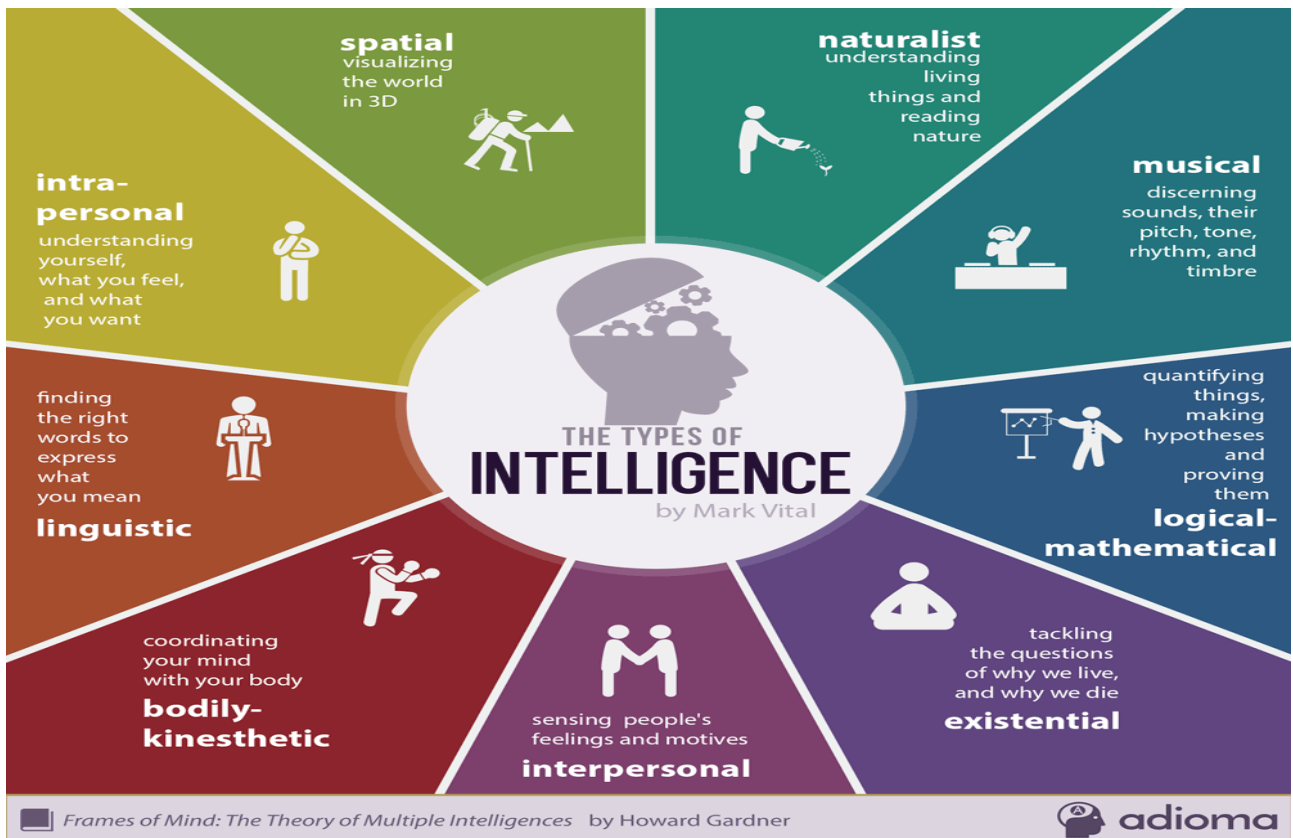 spatial
visualizing
the world
in 3D
naturalist
understanding
living
things and
reading
nature
musical
discerning
sounds, their
pitch, tone,
rhythm, and
timbre
quantifying
things,
making
hypotheses
and
proving
them
logical-
mathematical
tackling
the questions
of why we live,
and why we die
existential
sensing people's
feelings and motives
interpersonal
coordinating
your mind
with your body
bodily-
kinesthetic
finding
the right
words to
express
what
you mean
linguistic
intra-
personal
understanding
yourself,
what you feel,
and what
you want
THE TYPES OF
INTELLIGENCE
by Mark Vital
Frames of Mind: The Theory of Multiple Intelligences by Howard Gardner
adioma